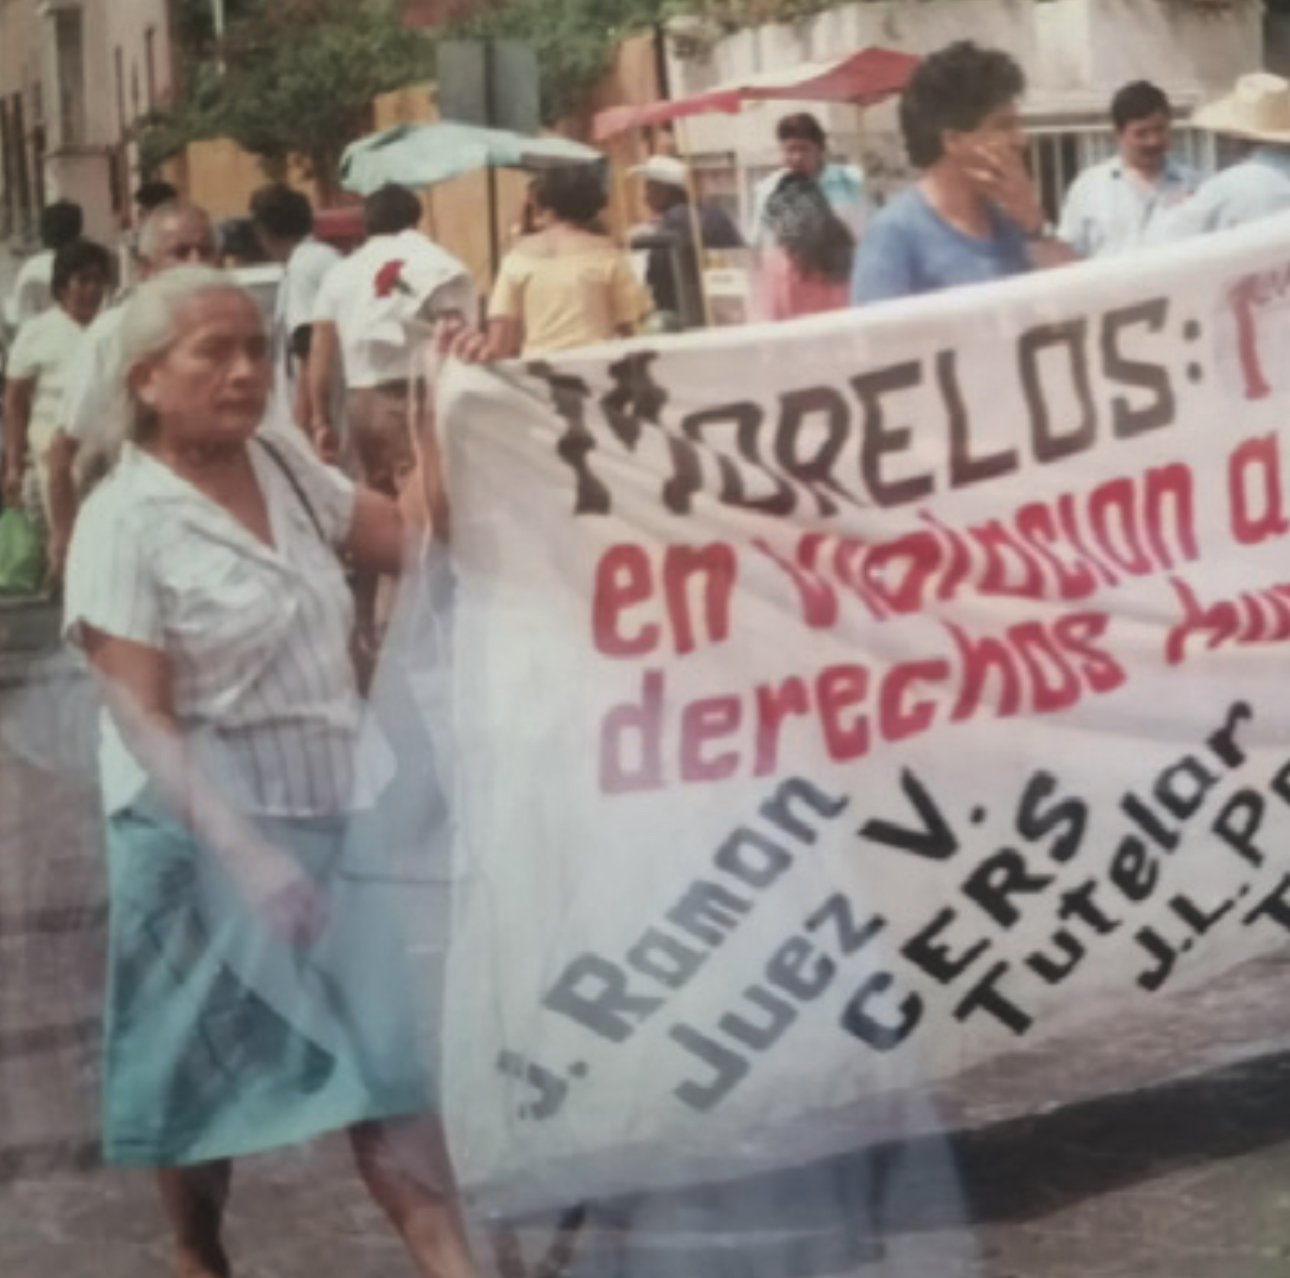 MORELOS:
en violacion a
derechos
J. Ramon
Juez V.
CERS
Tutelar
J.L.